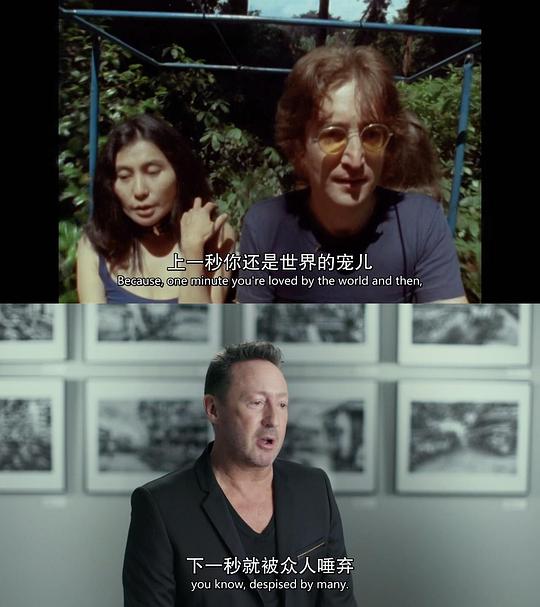 上一秒你还是世界的宠儿
Because, one minute you're loved by the world and then,
下一秒就被众人唾弃
you know, despised by many.